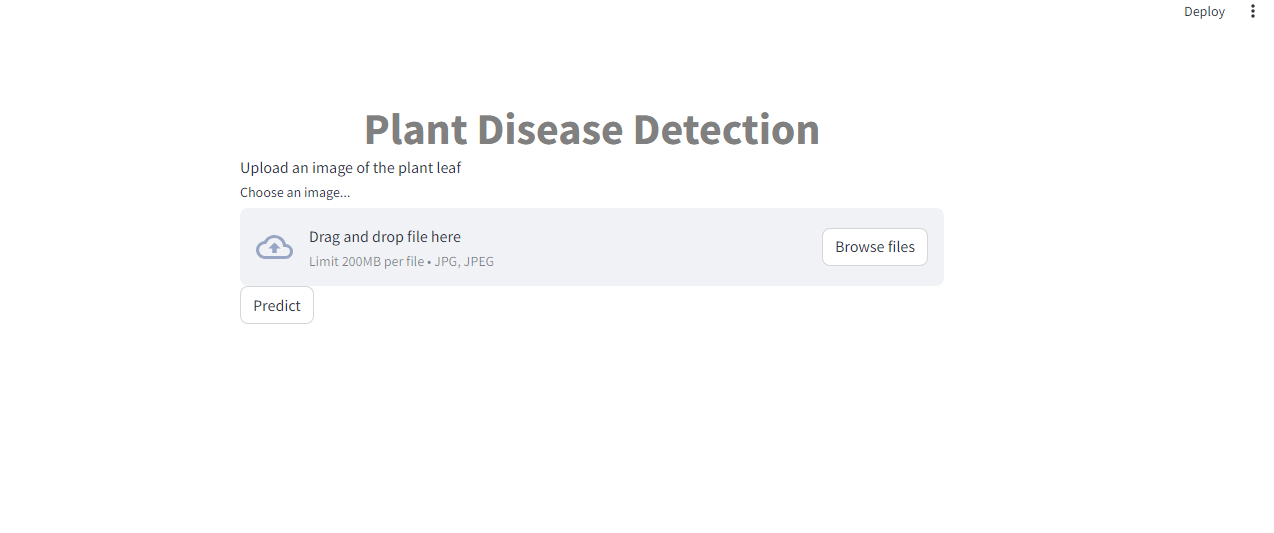 Deploy
Plant Disease Detection
Upload an image of the plant leaf
Choose an image...
Drag and drop file here
Limit 200MB per file • JPG, JPEG
Browse files
Predict